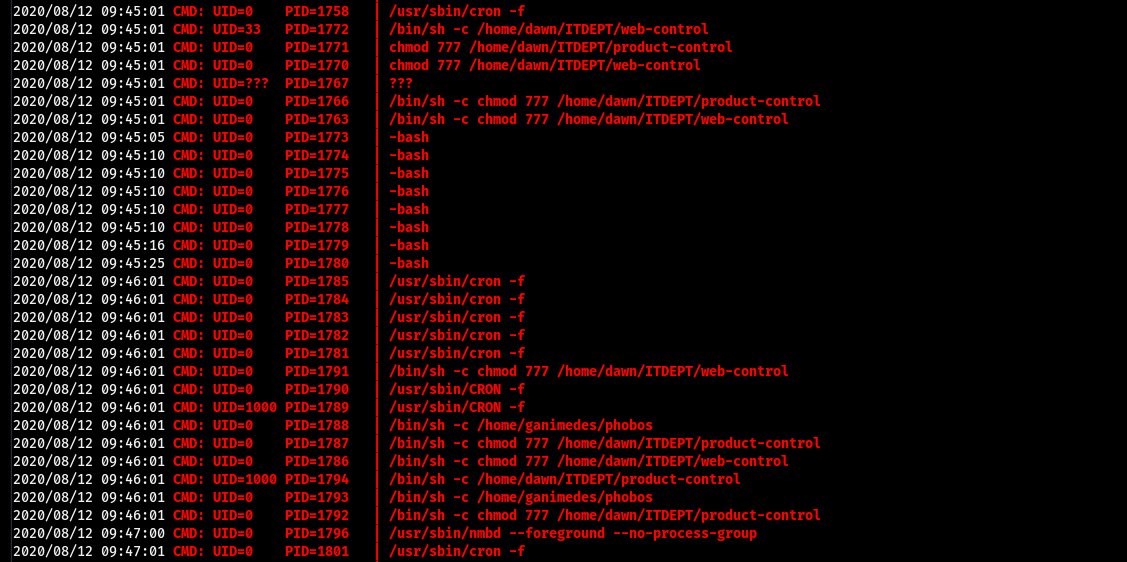 2020/08/12 09:45:01 CMD: UID=0    PID=1758   | /usr/sbin/cron -f
2020/08/12 09:45:01 CMD: UID=33   PID=1772   | /bin/sh -c /home/dawn/ITDEPT/web-control
2020/08/12 09:45:01 CMD: UID=0    PID=1771   | chmod 777 /home/dawn/ITDEPT/product-control
2020/08/12 09:45:01 CMD: UID=0    PID=1770   | chmod 777 /home/dawn/ITDEPT/web-control
2020/08/12 09:45:01 CMD: UID=???  PID=1767   | ???
2020/08/12 09:45:01 CMD: UID=0    PID=1766   | /bin/sh -c chmod 777 /home/dawn/ITDEPT/product-control
2020/08/12 09:45:01 CMD: UID=0    PID=1763   | /bin/sh -c chmod 777 /home/dawn/ITDEPT/web-control
2020/08/12 09:45:05 CMD: UID=0    PID=1773   | -bash
2020/08/12 09:45:10 CMD: UID=0    PID=1774   | -bash
2020/08/12 09:45:10 CMD: UID=0    PID=1775   | -bash
2020/08/12 09:45:10 CMD: UID=0    PID=1776   | -bash
2020/08/12 09:45:10 CMD: UID=0    PID=1777   | -bash
2020/08/12 09:45:10 CMD: UID=0    PID=1778   | -bash
2020/08/12 09:45:16 CMD: UID=0    PID=1779   | -bash
2020/08/12 09:45:25 CMD: UID=0    PID=1780   | -bash
2020/08/12 09:46:01 CMD: UID=0    PID=1785   | /usr/sbin/cron -f
2020/08/12 09:46:01 CMD: UID=0    PID=1784   | /usr/sbin/cron -f
2020/08/12 09:46:01 CMD: UID=0    PID=1783   | /usr/sbin/cron -f
2020/08/12 09:46:01 CMD: UID=0    PID=1782   | /usr/sbin/cron -f
2020/08/12 09:46:01 CMD: UID=0    PID=1781   | /usr/sbin/cron -f
2020/08/12 09:46:01 CMD: UID=0    PID=1791   | /bin/sh -c chmod 777 /home/dawn/ITDEPT/web-control
2020/08/12 09:46:01 CMD: UID=0    PID=1790   | /usr/sbin/CRON -f
2020/08/12 09:46:01 CMD: UID=1000 PID=1789   | /usr/sbin/CRON -f
2020/08/12 09:46:01 CMD: UID=0    PID=1788   | /bin/sh -c /home/ganimedes/phobos
2020/08/12 09:46:01 CMD: UID=0    PID=1787   | /bin/sh -c chmod 777 /home/dawn/ITDEPT/product-control
2020/08/12 09:46:01 CMD: UID=0    PID=1786   | /bin/sh -c chmod 777 /home/dawn/ITDEPT/web-control
2020/08/12 09:46:01 CMD: UID=1000 PID=1794   | /bin/sh -c /home/dawn/ITDEPT/product-control
2020/08/12 09:46:01 CMD: UID=0    PID=1793   | /bin/sh -c /home/ganimedes/phobos
2020/08/12 09:46:01 CMD: UID=0    PID=1792   | /bin/sh -c chmod 777 /home/dawn/ITDEPT/product-control
2020/08/12 09:47:00 CMD: UID=0    PID=1796   | /usr/sbin/nmbd --foreground --no-process-group
2020/08/12 09:47:01 CMD: UID=0    PID=1801   | /usr/sbin/cron -f